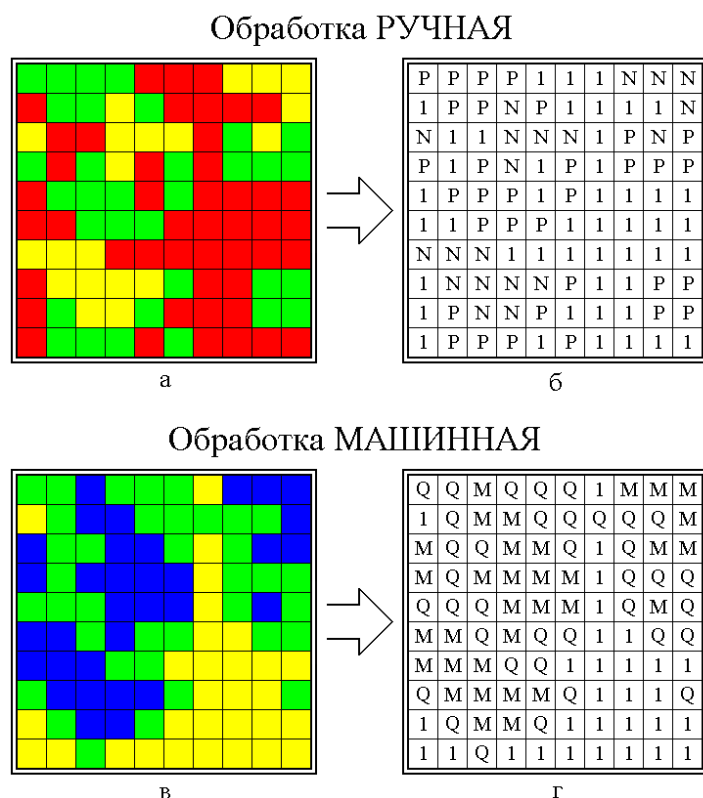 Обработка РУЧНАЯ
P P P P 1 1 1 N N N
1 P P N P 1 1 1 1 N
N 1 1 N N N 1 P N P
P 1 P N 1 P 1 P P P
1 P P P 1 P 1 1 1 1
1 1 P P P 1 1 1 1 1
N N N 1 1 1 1 1 1 1
1 N N N N P 1 1 P P
1 P N N P 1 1 1 P P
1 P P P 1 P 1 1 1 1
а
б
Обработка МАШИННАЯ
Q Q M Q Q Q 1 M M M
1 Q M M Q Q Q Q Q M
M Q Q M M Q 1 Q M M
M Q M M M M 1 Q Q Q
Q Q Q M M M 1 Q M Q
M M Q M Q Q 1 1 Q Q
M M M Q Q 1 1 1 1 1
Q M M M M Q 1 1 1 Q
1 Q M M Q 1 1 1 1 1
1 1 Q 1 1 1 1 1 1 1
в
г